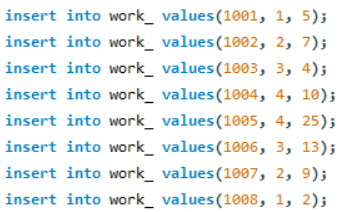 insert into work_ values(1001, 1, 5);
insert into work_ values(1002, 2, 7);
insert into work_ values(1003, 3, 4);
insert into work_ values(1004, 4, 10);
insert into work_ values(1005, 4, 25);
insert into work_ values(1006, 3, 13);
insert into work_ values(1007, 2, 9);
insert into work_ values(1008, 1, 2);